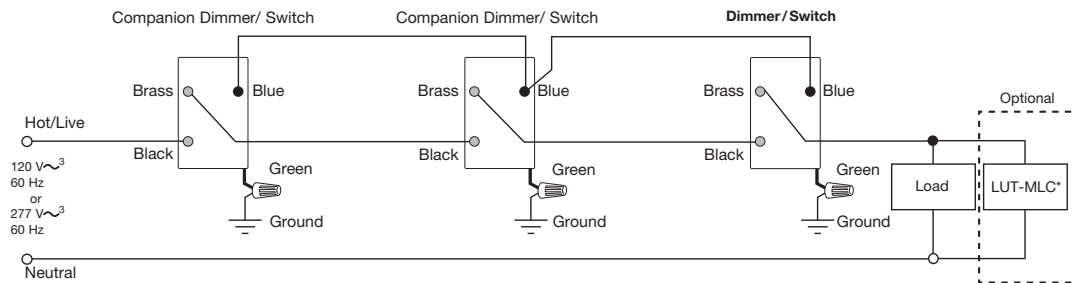 Companion Dimmer/ Switch
Companion Dimmer/ Switch
Dimmer/Switch
Optional
Brass
Blue
Brass
Blue
Brass
Blue
Hot/Live
Black
Black
Black
120 V~3
60 Hz
or
277 V~3
60 Hz
Green
Green
Green
Load
LUT-MLC*
Ground
Ground
Ground
Neutral